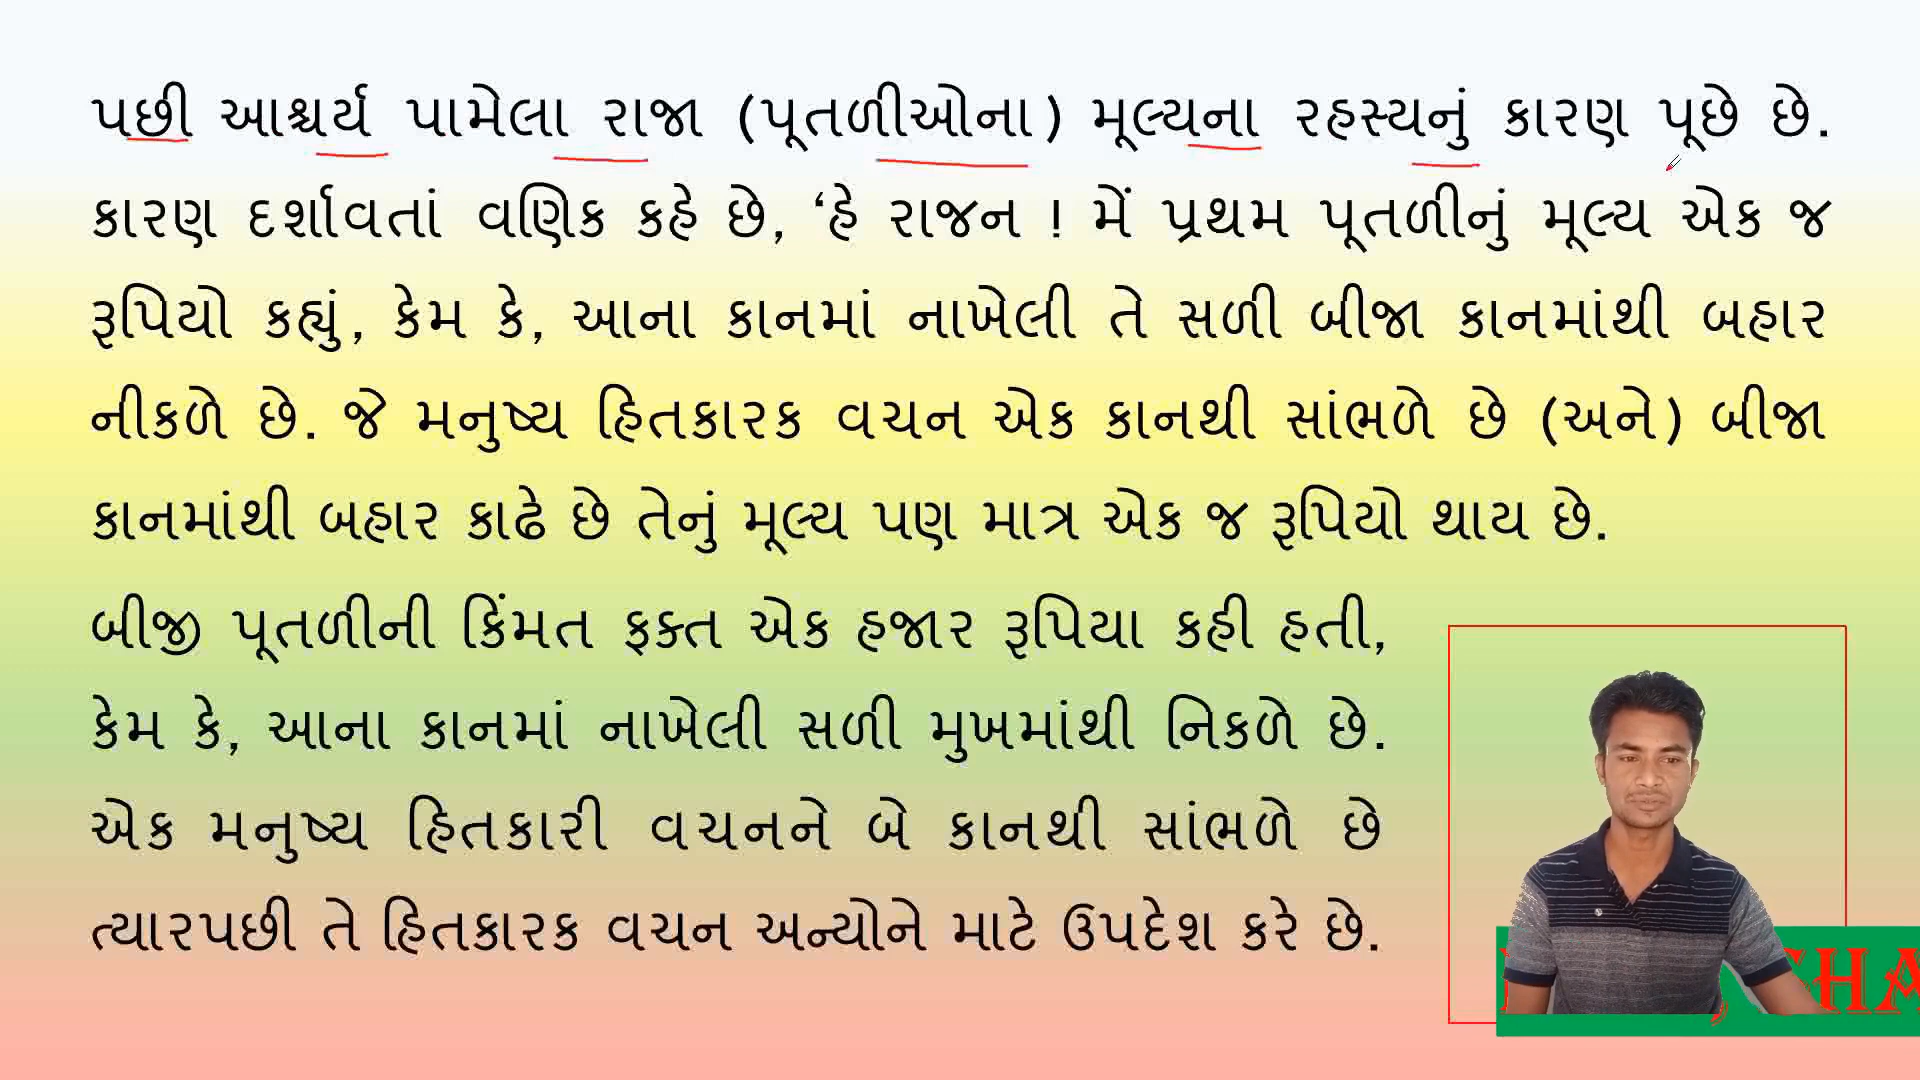 પછી આશ્ચર્ય પામેલા રાજા (પૂતળીઓના) મૂલ્યના રહસ્યનું કારણ પૂછે છે.
કારણ દર્શાવતાં વણિક કહે છે, ‘હે રાજન ! મેં પ્રથમ પૂતળીનું મૂલ્ય એક જ
રૂપિયો કહ્યું, કેમ કે, આના કાનમાં નાખેલી તે સળી બીજા કાનમાંથી બહાર
નીકળે છે. જે મનુષ્ય હિતકારક વચન એક કાનથી સાંભળે છે (અને) બીજા
કાનમાંથી બહાર કાઢે છે તેનું મૂલ્ય પણ માત્ર એક જ રૂપિયો થાય છે.
બીજી પૂતળીની કિંમત ફક્ત એક હજાર રૂપિયા કહી હતી,
કેમ કે, આના કાનમાં નાખેલી સળી મુખમાંથી નિકળે છે.
એક મનુષ્ય હિતકારી વચનને બે કાનથી સાંભળે છે
ત્યારપછી તે હિતકારક વચન અન્યોને માટે ઉપદેશ કરે છે.